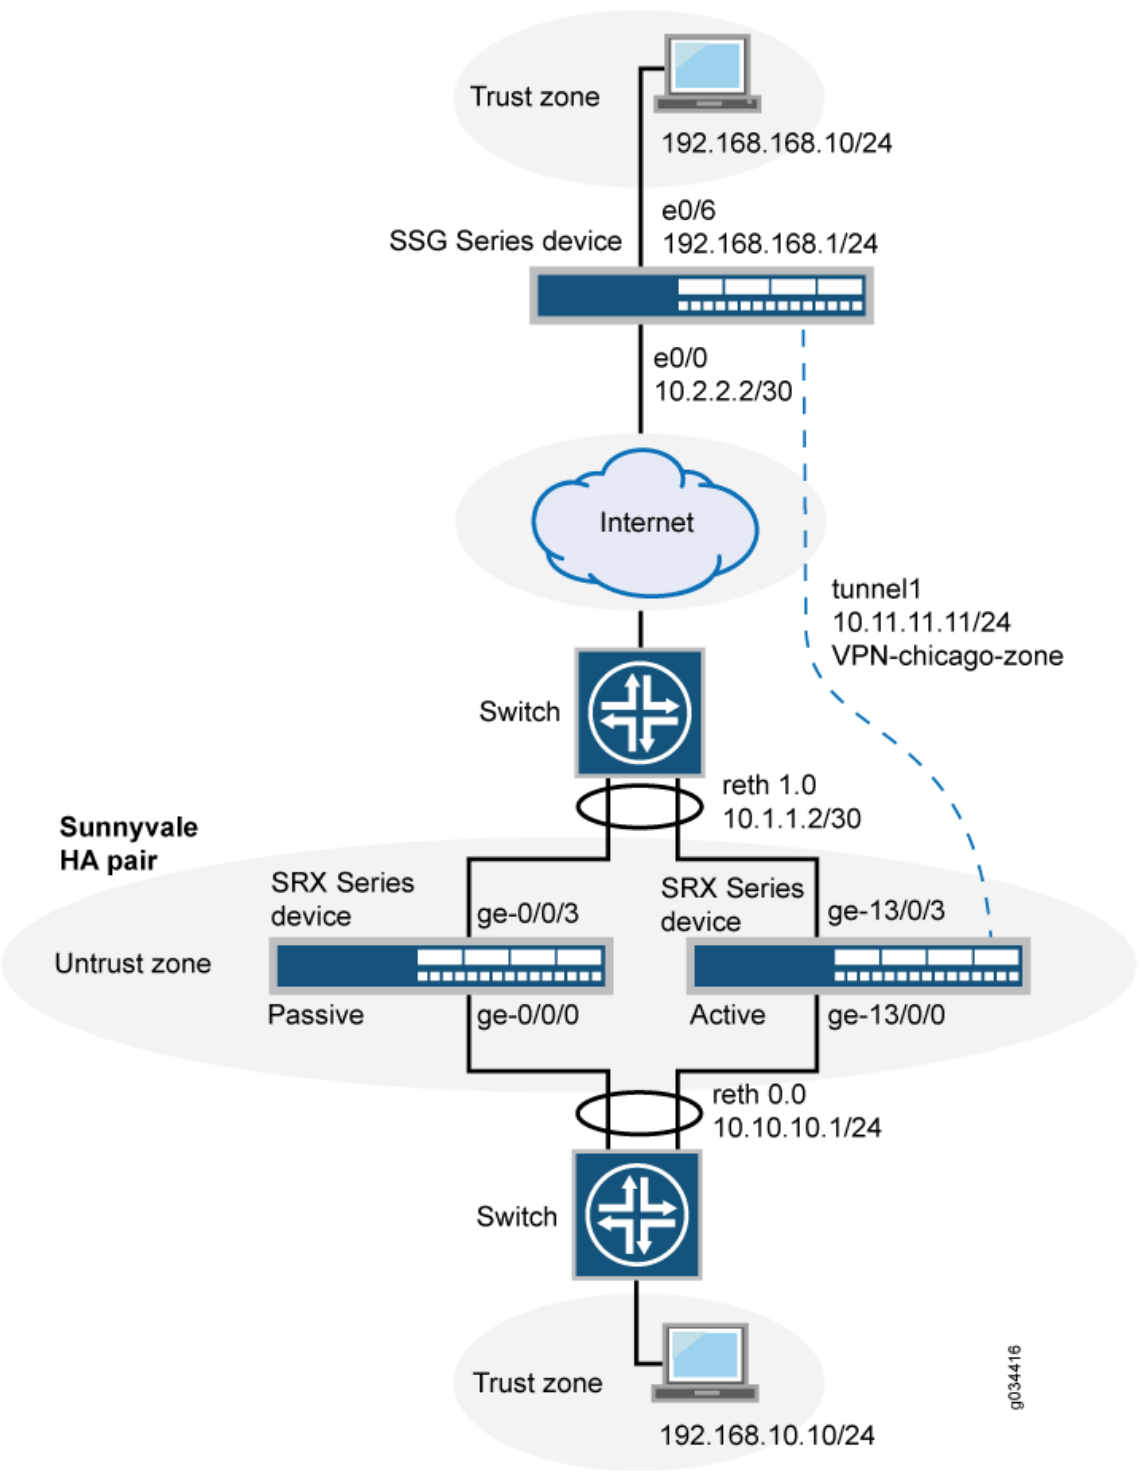 Trust zone
192.168.168.10/24
e0/6
SSG Series device
192.168.168.1/24
e0/0
10.2.2.2/30
Internet
tunnel1
10.11.11.11/24
VPN-chicago-zone
Switch
reth 1.0
10.1.1.2/30
Sunnyvale
HA pair
SRX Series
device
ge-0/0/3
SRX Series
device
ge-13/0/3
Untrust zone
Passive
ge-0/0/0
Active
ge-13/0/0
reth 0.0
10.10.10.1/24
Switch
Trust zone
192.168.10.10/24
g034416